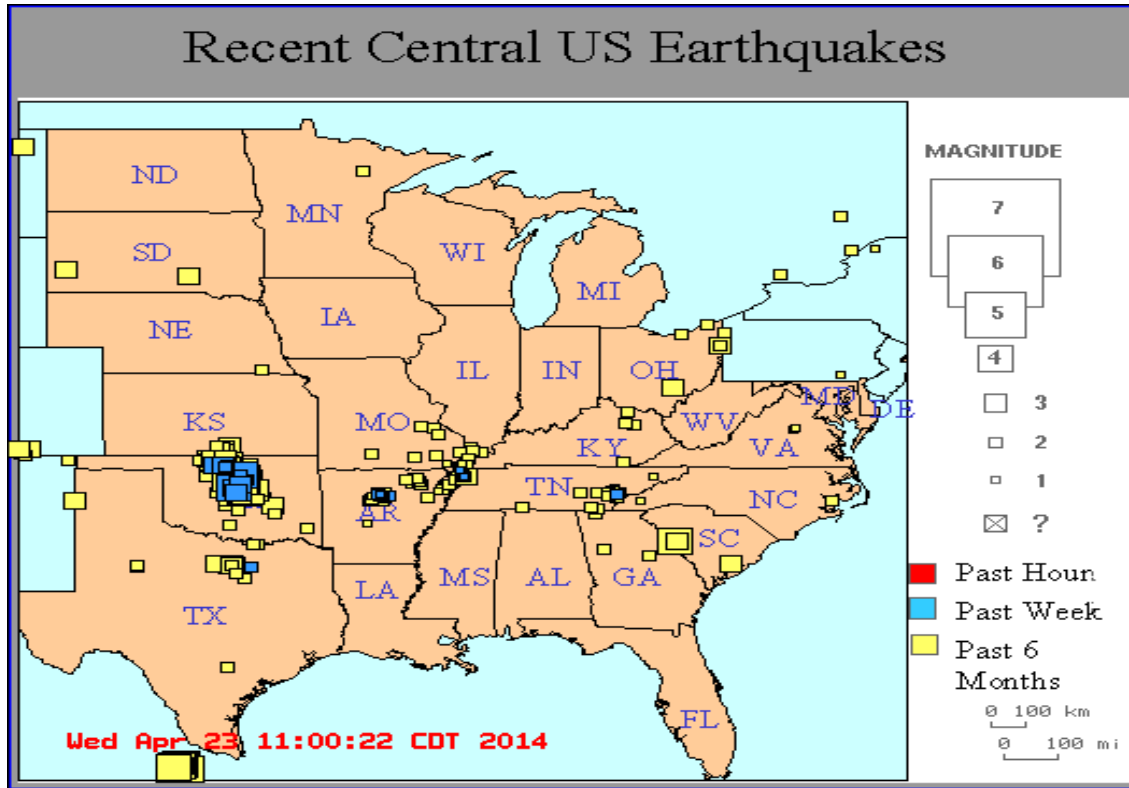 Recent Central US Earthquakes
MAGNITUDE
7
6
5
4
3
2
1
?
Past Houn
Past Week
Past 6
Months
0 100 km
0 100 mi
ND
MN
SD
WI
MI
IA
NE
IL
IN
OH
KS
MO
WV
MD
DE
KY
VA
TN
NC
AR
SC
MS
AL
GA
LA
TX
FL
Wed Apr 23 11:00:22 CDT 2014